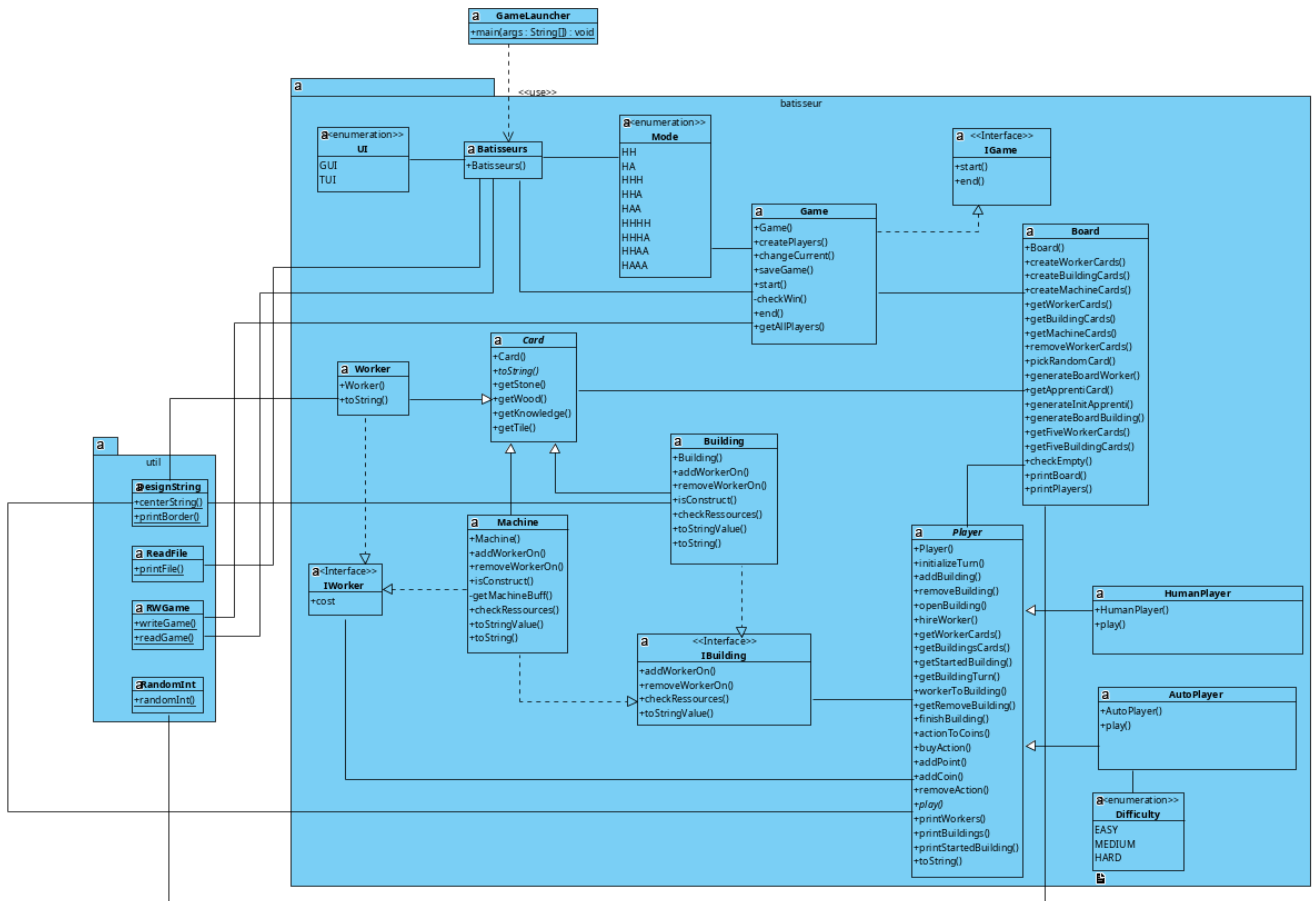 GameLauncher
+main(args : String[]) : void
<<use>>
batisseur
<<enumeration>>
UI
GUI
TUI
Batisseurs
+Batisseurs()
<<enumeration>>
Mode
HH
HA
HHH
HHA
HAA
HHHH
HHHA
HHAA
HAAA
<<Interface>>
IGame
+start()
+end()
Game
+Game()
+createPlayers()
+changeCurrent()
+saveGame()
+start()
-checkWin()
+end()
+getAllPlayers()
Board
+Board()
+createWorkerCards()
+createBuildingCards()
+createMachineCards()
+getWorkerCards()
+getBuildingCards()
+getMachineCards()
+removeWorkerCards()
+pickRandomCard()
+generateBoardWorker()
+getApprentiCard()
+generateInitApprenti()
+generateBoardBuilding()
+getFiveWorkerCards()
+getFiveBuildingCards()
+checkEmpty()
+printBoard()
+printPlayers()
Card
+Card()
+toString()
+getStone()
+getWood()
+getKnowledge()
+getTile()
Worker
+Worker()
+toString()
util
DesignString
+centerString()
+printBorder()
ReadFile
+printFile()
RWGame
+writeGame()
+readGame()
RandomInt
+randomInt()
Building
+Building()
+addWorkerOn()
+removeWorkerOn()
+isConstruct()
+checkRessources()
+toStringValue()
+toString()
Machine
+Machine()
+addWorkerOn()
+removeWorkerOn()
+isConstruct()
-getMachineBuff()
+checkRessources()
+toStringValue()
+toString()
<<Interface>>
IWorker
+cost
<<Interface>>
IBuilding
+addWorkerOn()
+removeWorkerOn()
+checkRessources()
+toStringValue()
Player
+Player()
+initializeTurn()
+addBuilding()
+removeBuilding()
+openBuilding()
+hireWorker()
+getWorkerCards()
+getBuildingsCards()
+getStartedBuilding()
+getBuildingTurn()
+workerToBuilding()
+getRemoveBuilding()
+finishBuilding()
+actionToCoins()
+buyAction()
+addPoint()
+addCoin()
+removeAction()
+play()
+printWorkers()
+printBuildings()
+printStartedBuilding()
+toString()
HumanPlayer
+HumanPlayer()
+play()
AutoPlayer
+AutoPlayer()
+play()
<<enumeration>>
Difficulty
EASY
MEDIUM
HARD